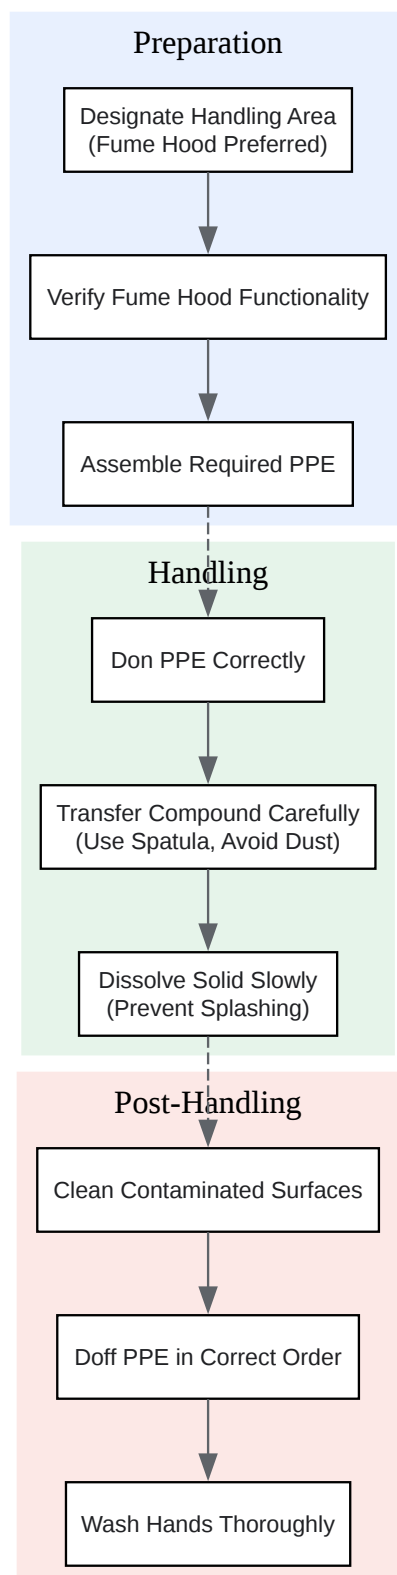 Preparation
Designate Handling Area
(Fume Hood Preferred)
Verify Fume Hood Functionality
Assemble Required PPE
Handling
Don PPE Correctly
Transfer Compound Carefully
(Use Spatula, Avoid Dust)
Dissolve Solid Slowly
(Prevent Splashing)
Post-Handling
Clean Contaminated Surfaces
Doff PPE in Correct Order
Wash Hands Thoroughly